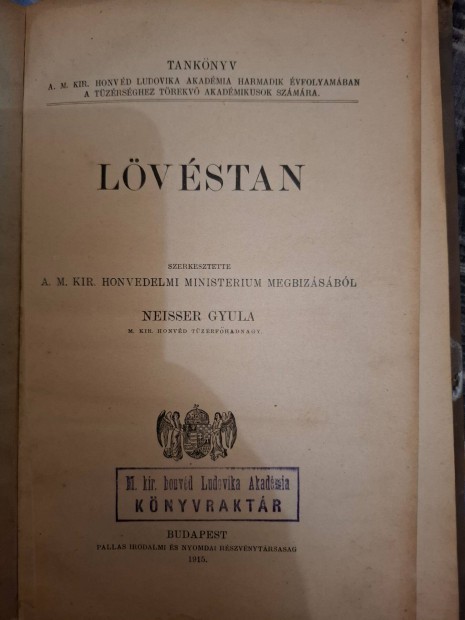 TANKÖNYV
A. M. KIR. HONVÉD LUDOVIKA AKADÉMIA HARMADIK ÉVFOLYAMÁBAN
A TÜZÉRSÉGHEZ TÖREKVŐ AKADÉMIKUSOK SZÁMÁRA.
LÖVÉSTAN
SZERKESZTETTE
A. M. KIR. HONVEDELMI MINISTERIUM MEGBIZÁSÁBÓL
NEISSER GYULA
M. KIR. HONVÉD TÜZÉRFŐHADNAGY.
M. kir. honvéd Ludovika Akadémia
KÖNYVRAKTÁR
BUDAPEST
PALLAS IRODALMI ÉS NYOMDAI RÉSZVÉNYTÁRSASÁG
1915.